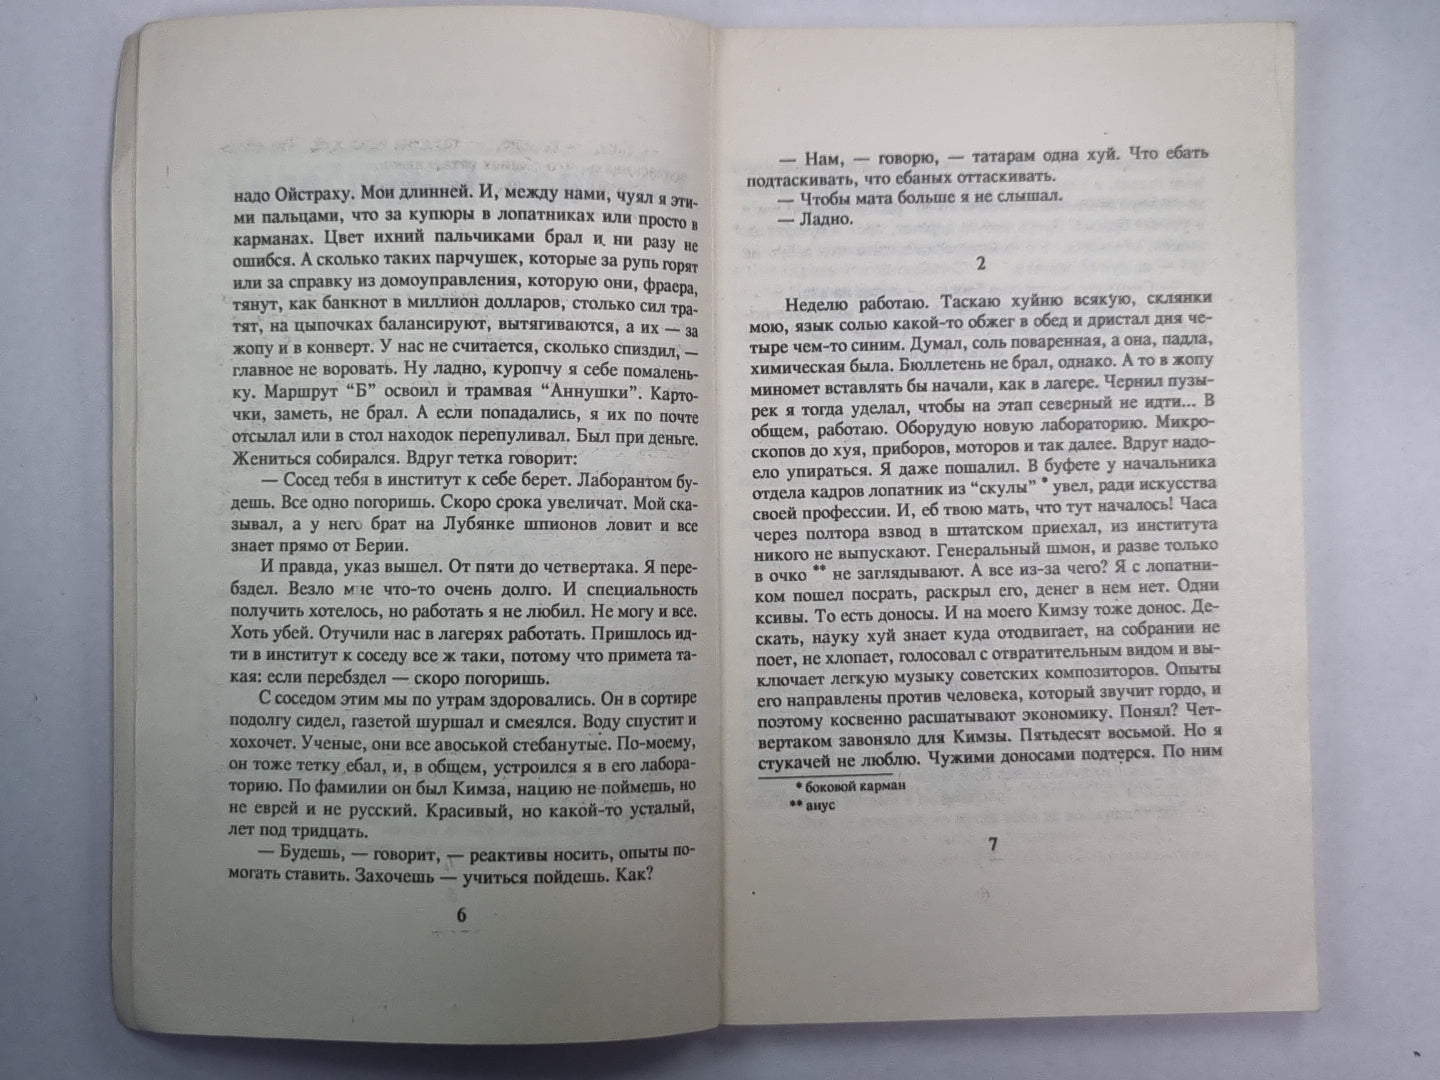 надо Ойстраху. Мои длинней. И, между нами, чуял я эти-
ми пальцами, что за купюры в лопатниках или просто в
карманах. Цвет ихний пальчиками брал и ни разу не
ошибся. А сколько таких парчушек, которые за рупь горят
или за справку из домоуправления, которую они, фраера,
тянут, как банкнот в миллион долларов, столько сил тра-
тят, на цыпочках балансируют, вытягиваются, а их — за
жопу и в конверт. У нас не считается, сколько спиздил, —
главное не воровать. Ну ладно, куропчу я себе помалень-
ку. Маршрут “Б” освоил и трамвая “Аннушки”. Карто-
чки, заметь, не брал. А если попадались, я их по почте
отсылал или в стол находок перепуливал. Был при деньге.
Жениться собирался. Вдруг тетка говорит:
— Сосед тебя в институт к себе берет. Лаборантом бу-
дешь. Все одно погоришь. Скоро срока увеличат. Мой ска-
зывал, а у него брат на Лубянке шпионов ловит и все
знает прямо от Берии.
И правда, указ вышел. От пяти до четвертака. Я пере-
бздел. Везло мне что-то очень долго. И специальность
получить хотелось, но работать я не любил. Не могу и все.
Хоть убей. Отучили нас в лагерях работать. Пришлось ид-
ти в институт к соседу все ж таки, потому что примета та-
кая: если перебздел — скоро погоришь.
С соседом этим мы по утрам здоровались. Он в сортире
подолгу сидел, газетой шуршал и смеялся. Воду спустит и
хохочет. Ученые, они все авоськой стебанутые. По-моему,
он тоже тетку ебал, и, в общем, устроился я в его лабора-
торию. По фамилии он был Кимза, нацию не поймешь, но
не еврей и не русский. Красивый, но какой-то усталый,
лет под тридцать.
— Будешь, — говорит, — реактивы носить, опыты по-
могать ставить. Захочешь — учиться пойдешь. Как?
6
— Нам, — говорю, — татарам одна хуй. Что ебать
подтаскивать, что ебаных оттаскивать.
— Чтобы мата больше я не слышал.
— Ладно.
2
Неделю работаю. Таскаю хуйню всякую, склянки
мою, язык солью какой-то обжег в обед и дристал дня че-
тыре чем-то синим. Думал, соль поваренная, а она, падла,
химическая была. Бюллетень не брал, однако. А то в жопу
миномет вставлять бы начали, как в лагере. Чернил пузы-
рек я тогда уделал, чтобы на этап северный не идти... В
общем, работаю. Оборудую новую лабораторию. Микро-
скопов до хуя, приборов, моторов и так далее. Вдруг надо-
ело упираться. Я даже пошалил. В буфете у начальника
отдела кадров лопатник из “скулы” * увел, ради искусства
своей профессии. И, еб твою мать, что тут началось! Часа
через полтора взвод в штатском приехал, из института
никого не выпускают. Генеральный шмон, и разве только
в очко ** не заглядывают. А все из-за чего? Я с лопатни-
ком пошел посрать, раскрыл его, денег в нем нет. Одни
ксивы. То есть доносы. И на моего Кимзу тоже донос. Де-
скать, науку хуй знает куда отодвигает, на собрании не
поет, не хлопает, голосовал с отвратительным видом и вы-
ключает легкую музыку советских композиторов. Опыты
его направлены против человека, который звучит гордо, и
поэтому косвенно расшатывают экономику. Понял? Чет-
вертаком завоняло для Кимзы. Пятьдесят восьмой. Но я
стукачей не люблю. Чужими доносами подтерся. По ним
* боковой карман
** анус
7